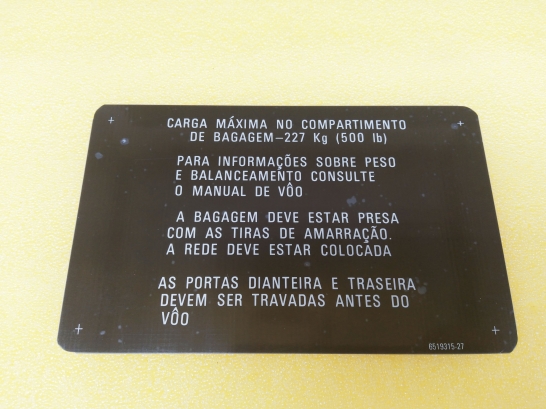 CARGA MÁXIMA NO COMPARTIMENTO
DE BAGAGEM-227 Kg (500 lb)
PARA INFORMAÇÕES SOBRE PESO
E BALANCEAMENTO CONSULTE
O MANUAL DE VÔO
A BAGAGEM DEVE ESTAR PRESA
COM AS TIRAS DE AMARRAÇÃO.
A REDE DEVE ESTAR COLOCADA
AS PORTAS DIANTEIRA E TRASEIRA
DEVEM SER TRAVADAS ANTES DO
VÔO
6519315-27